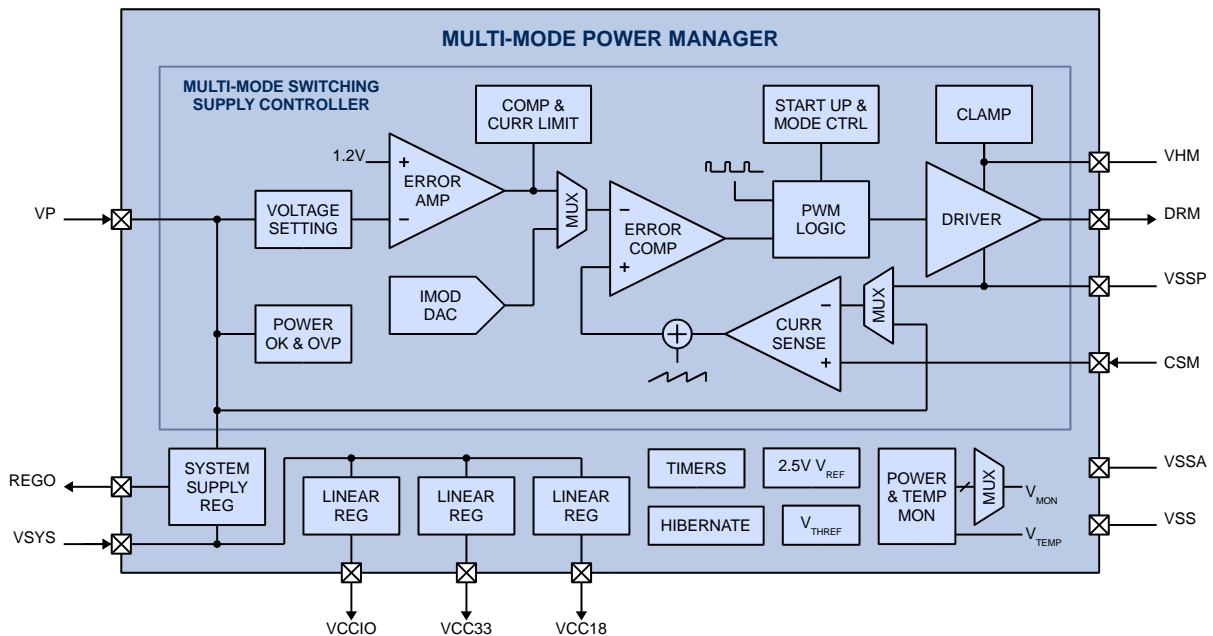 MULTI-MODE POWER MANAGER
MULTI-MODE SWITCHING
SUPPLY CONTROLLER
COMP &
CURR LIMIT
START UP &
MODE CTRL
CLAMP
1.2V
+
ERROR
AMP
−
MUX
VHM
VP
VOLTAGE
SETTING
−
ERROR
COMP
+
PWM
LOGIC
DRIVER
DRM
IMOD
DAC
MUX
VSSP
POWER
OK & OVP
−
CURR
SENSE
+
CSM
REGO
SYSTEM
SUPPLY
REG
VSYS
LINEAR
REG
LINEAR
REG
LINEAR
REG
TIMERS
2.5V VREF
HIBERNATE
VTHREF
POWER
& TEMP
MON
MUX
VMON
VTEMP
VSSA
VSS
VCCIO
VCC33
VCC18